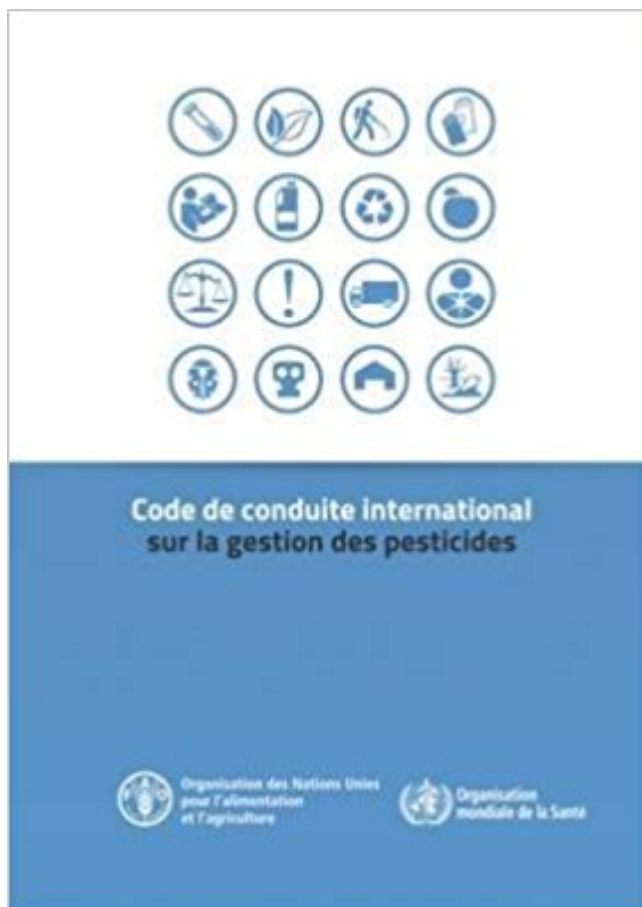 Code de conduite international
sur la gestion des pesticides
Organisation des Nations Unies
pour l'alimentation
et l'agriculture
Organisation
mondiale de la Santé